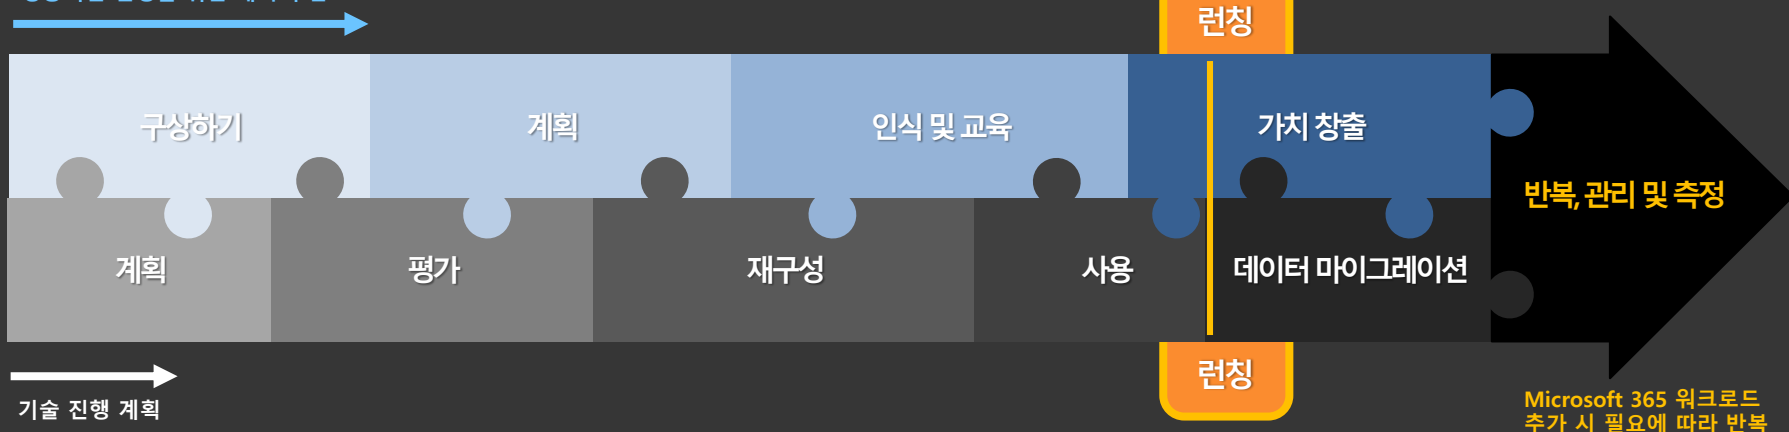 런칭
구상하기
계획
인식 및 교육
가치 창출
반복, 관리 및 측정
계획
평가
재구성
사용
데이터 마이그레이션
런칭
기술 진행 계획
Microsoft 365 워크로드
추가 시 필요에 따라 반복